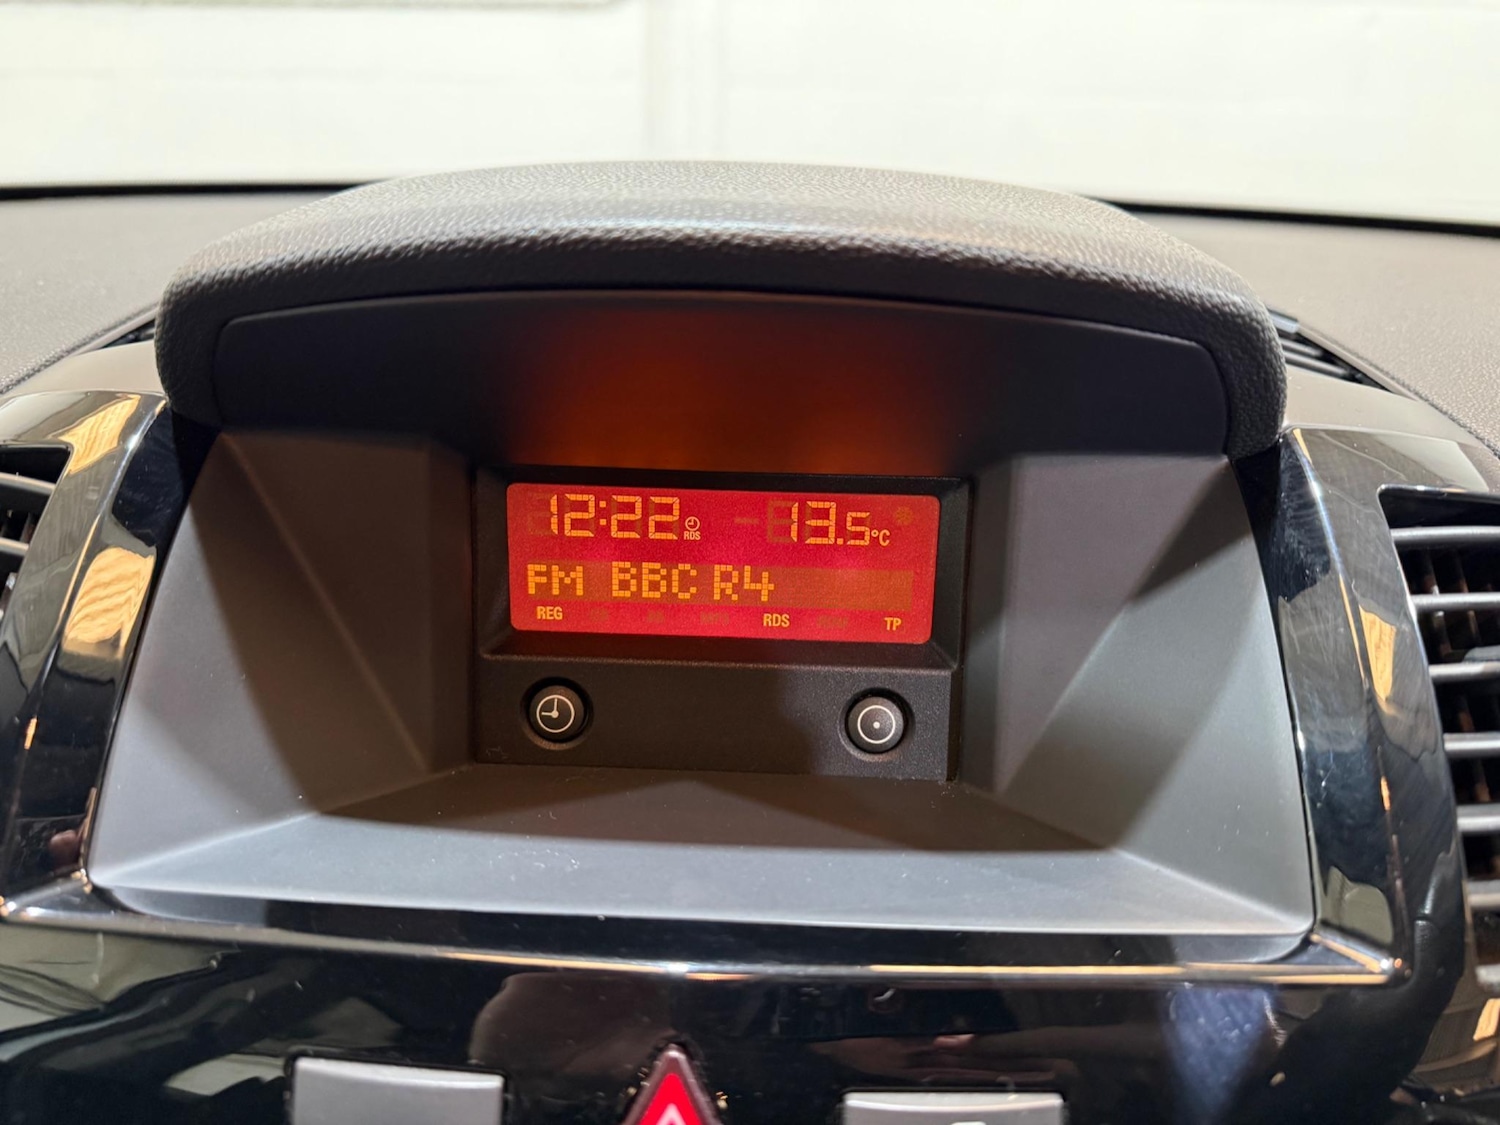 12:22 RDS 13.5°C
FM BBC R4
REG RDS TP